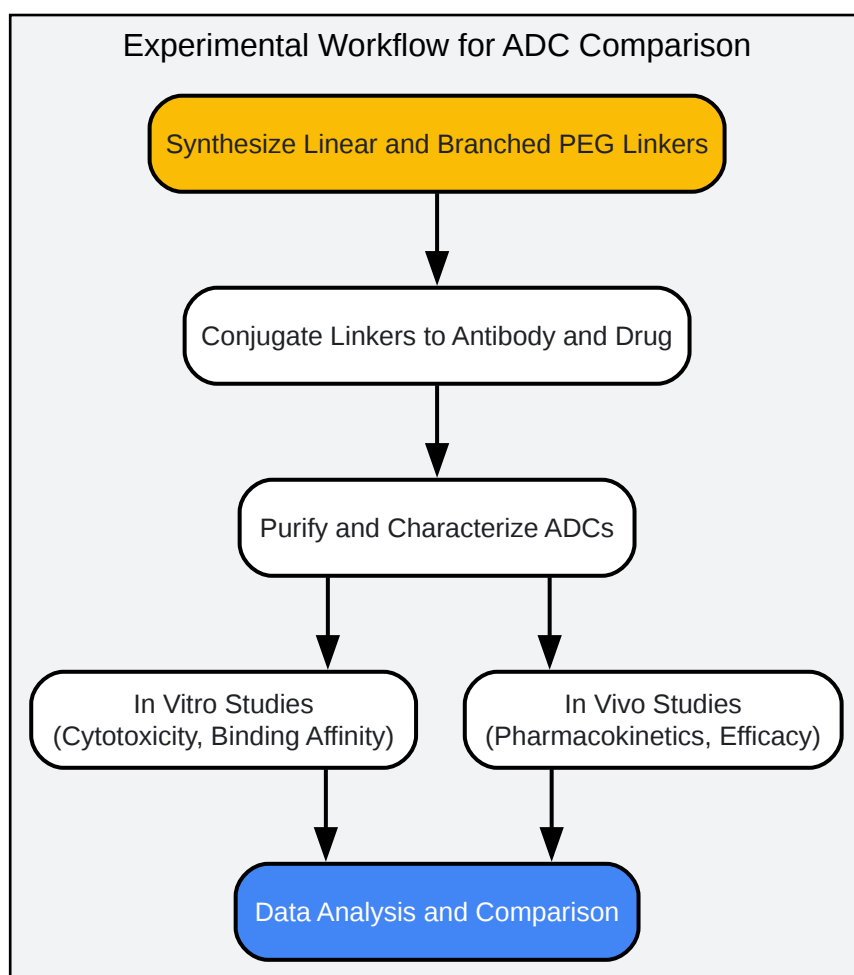 Experimental Workflow for ADC Comparison
Synthesize Linear and Branched PEG Linkers
Conjugate Linkers to Antibody and Drug
Purify and Characterize ADCs
In Vitro Studies
(Cytotoxicity, Binding Affinity)
In Vivo Studies
(Pharmacokinetics, Efficacy)
Data Analysis and Comparison